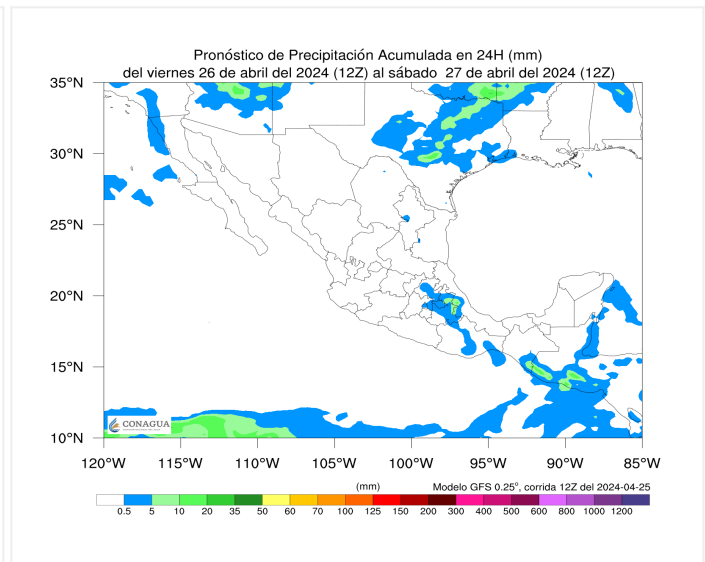 Pronóstico de Precipitación Acumulada en 24H (mm)
del viernes 26 de abril del 2024 (12Z) al sábado  27 de abril del 2024 (12Z)
35°N
30°N
25°N
20°N
15°N
10°N
CONAGUA
120°W 115°W 110°W 105°W 100°W 95°W 90°W 85°W
(mm) Modelo GFS 0.25°, corrida 12Z del 2024-04-25
0.5 5 10 20 35 50 60 70 100 125 150 200 300 400 500 600 800 1000 1200